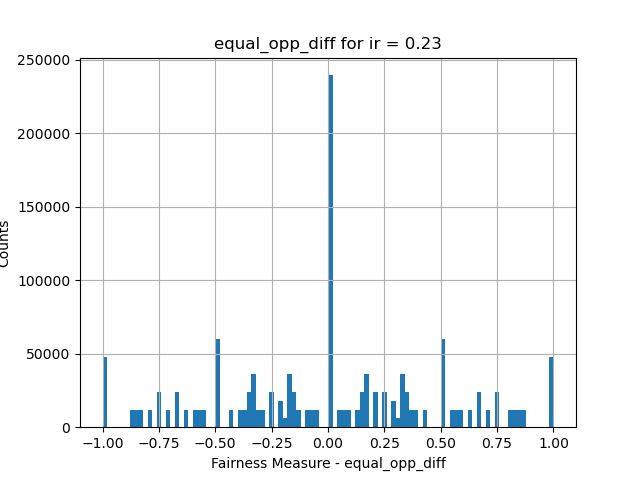 equal_opp_diff for ir = 0.23
250000
200000
150000
100000
50000
0
Counts
−1.00 −0.75 −0.50 −0.25 0.00 0.25 0.50 0.75 1.00
Fairness Measure - equal_opp_diff